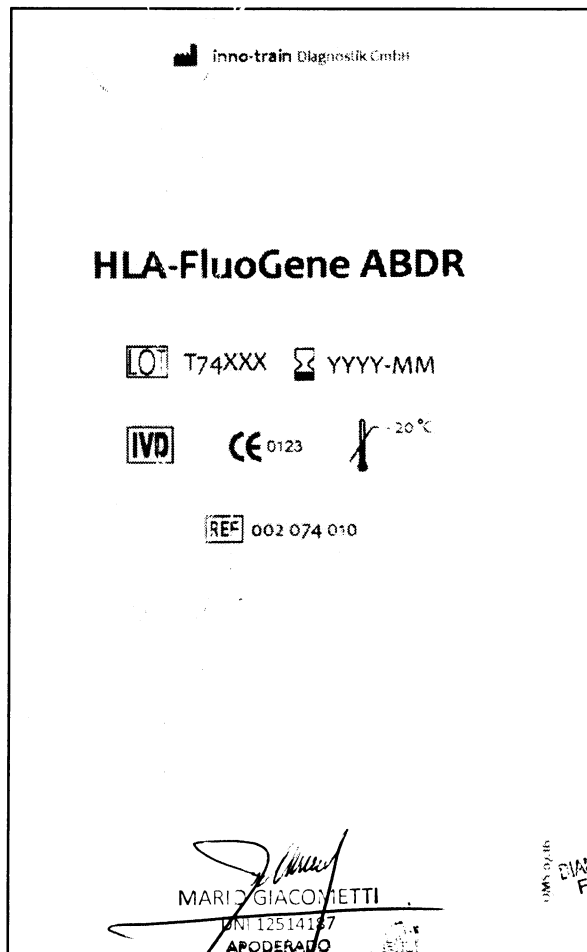 inno-train Diagnostik GmbH
HLA-FluoGene ABDR
LOT T74XXX YYYY-MM
IVD CE 0123 -20 °C
REF 002 074 010
MARIO GIACOMETTI
DNI 12514187
APODERADO